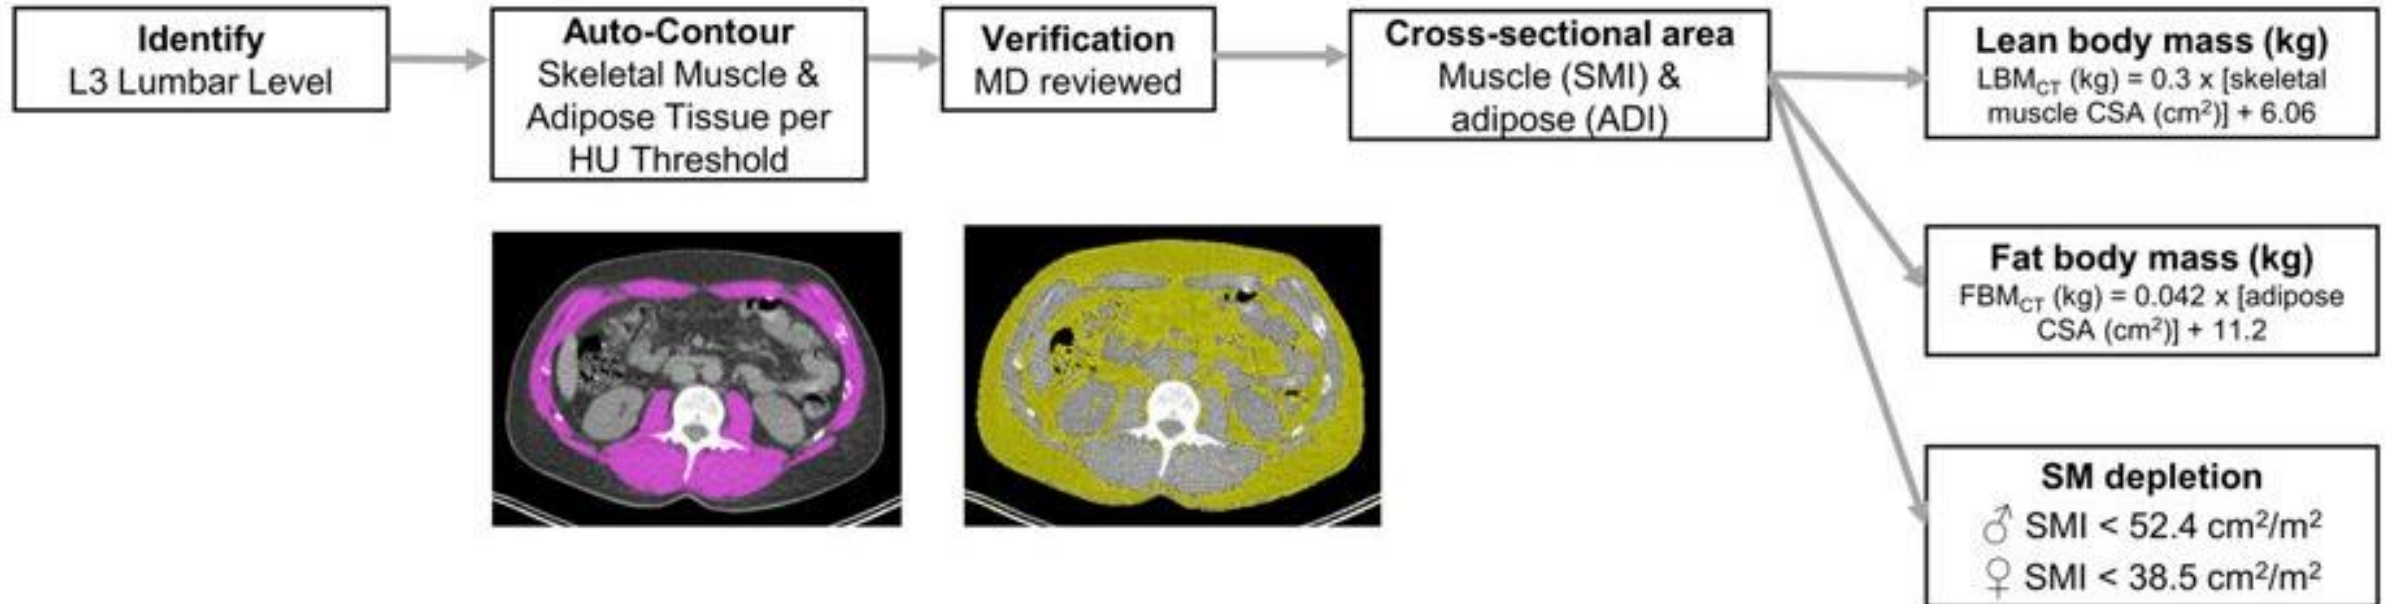 Identify
L3 Lumbar Level
Auto-Contour
Skeletal Muscle &
Adipose Tissue per
HU Threshold
Verification
MD reviewed
Cross-sectional area
Muscle (SMI) &
adipose (ADI)
Lean body mass (kg)
LBM_CT (kg) = 0.3 x [skeletal
muscle CSA (cm²)] + 6.06
Fat body mass (kg)
FBM_CT (kg) = 0.042 x [adipose
CSA (cm²)] + 11.2
SM depletion
♂ SMI < 52.4 cm²/m²
♀ SMI < 38.5 cm²/m²